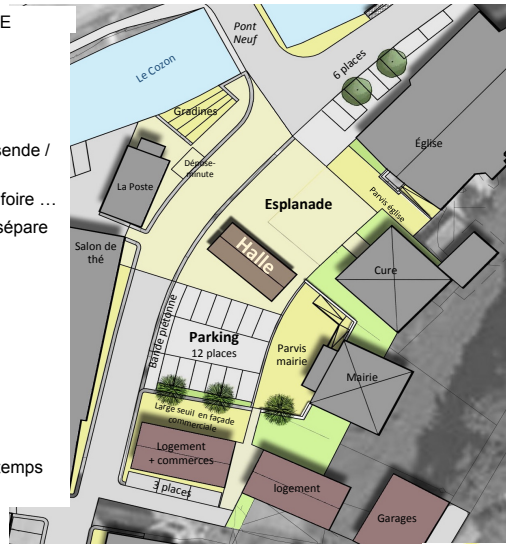 E
sende /
foire …
sépare
temps
Pont
Neuf
Le Cozon
6 places
Gradines
Église
Dépose-
minute
La Poste
Esplanade
Parvis église
Salon de
thé
Halle
Cure
Bande piétonne
Parking
12 places
Parvis
mairie
Mairie
Large seuil en façade
commerciale
Logement
+ commerces
3 places
logement
Garages